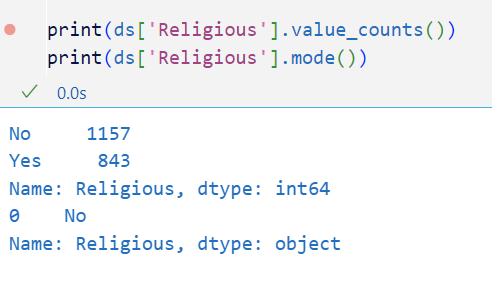 print(ds['Religious'].value_counts())
print(ds['Religious'].mode())
0.0s
No     1157
Yes     843
Name: Religious, dtype: int64
0    No
Name: Religious, dtype: object